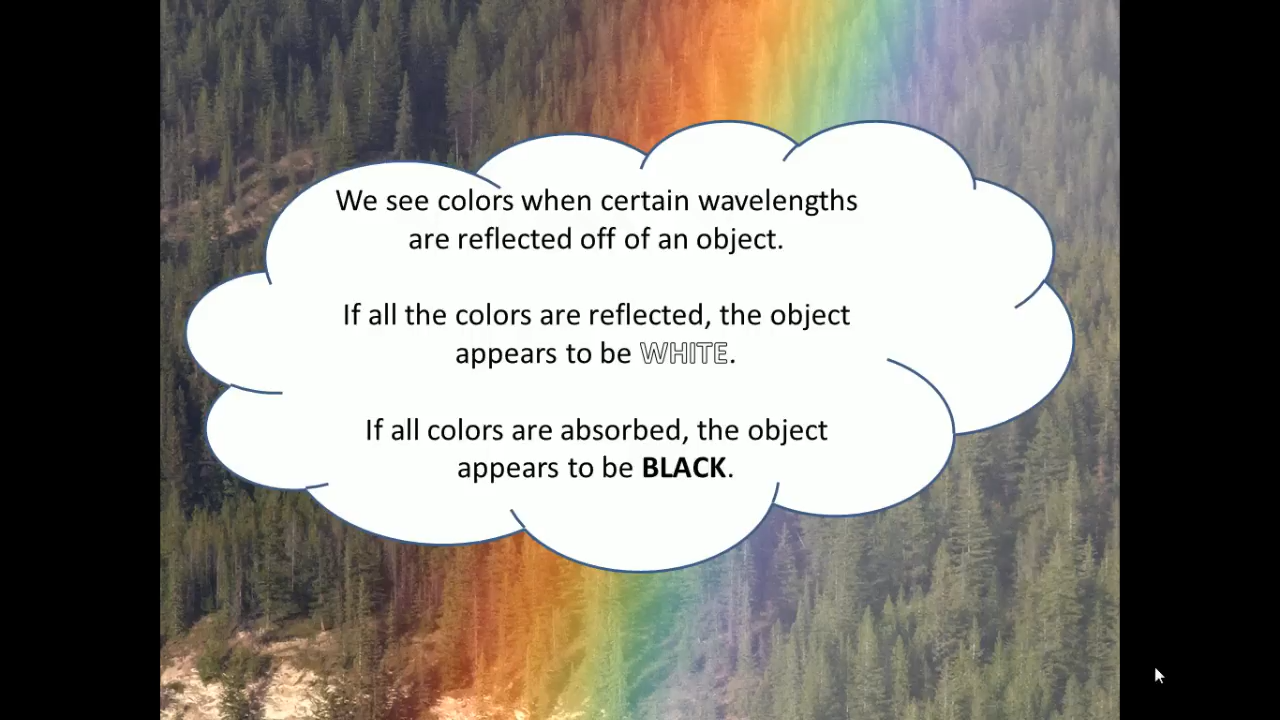 We see colors when certain wavelengths
are reflected off of an object.
If all the colors are reflected, the object
appears to be WHITE.
If all colors are absorbed, the object
appears to be BLACK.